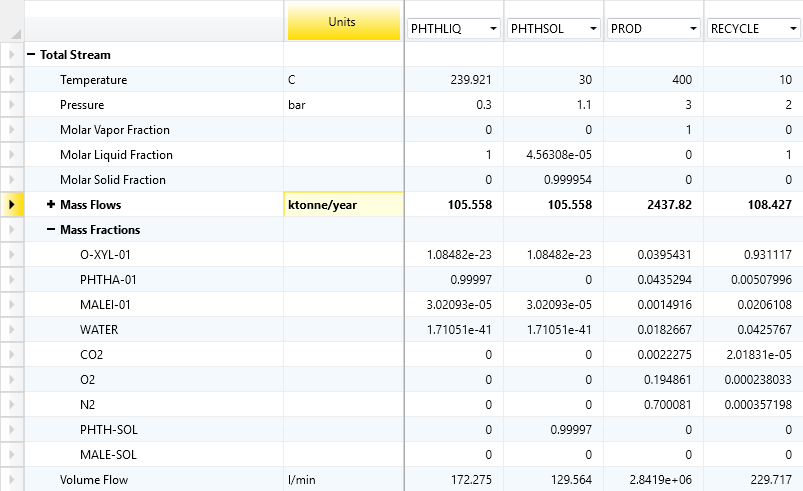 Units PHTHLIQ PHTHSOL PROD RECYCLE
− Total Stream
Temperature C 239.921 30 400 10
Pressure bar 0.3 1.1 3 2
Molar Vapor Fraction 0 0 1 0
Molar Liquid Fraction 1 4.56308e-05 0 1
Molar Solid Fraction 0 0.999954 0 0
+ Mass Flows ktonne/year 105.558 105.558 2437.82 108.427
− Mass Fractions
O-XYL-01 1.08482e-23 1.08482e-23 0.0395431 0.931117
PHTHA-01 0.99997 0 0.0435294 0.00507996
MALEI-01 3.02093e-05 3.02093e-05 0.0014916 0.0206108
WATER 1.71051e-41 1.71051e-41 0.0182667 0.0425767
CO2 0 0 0.0022275 2.01831e-05
O2 0 0 0.194861 0.000238033
N2 0 0 0.700081 0.000357198
PHTH-SOL 0 0.99997 0 0
MALE-SOL 0 0 0 0
Volume Flow l/min 172.275 129.564 2.8419e+06 229.717